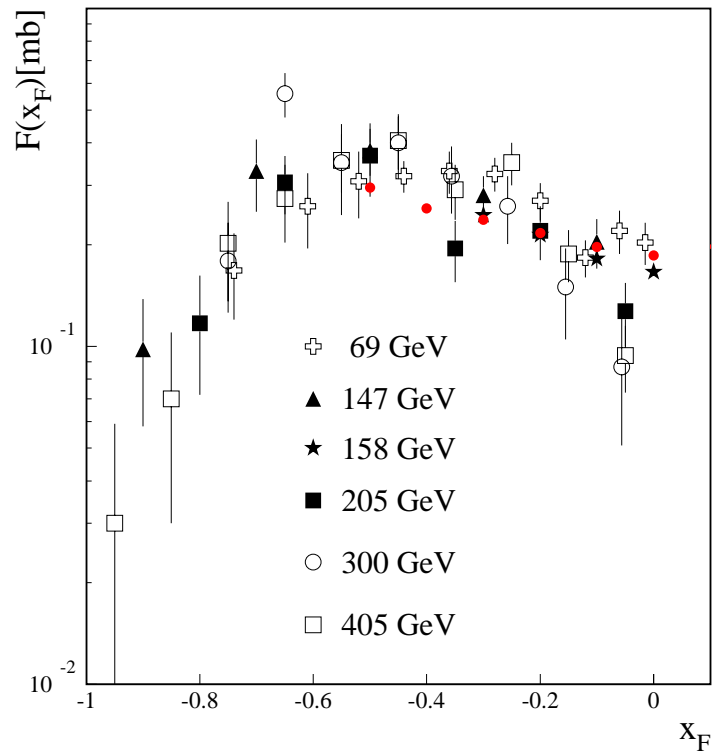 F(x_F)[mb]
10^-1
10^-2
69 GeV
147 GeV
158 GeV
205 GeV
300 GeV
405 GeV
-1 -0.8 -0.6 -0.4 -0.2 0
x_F